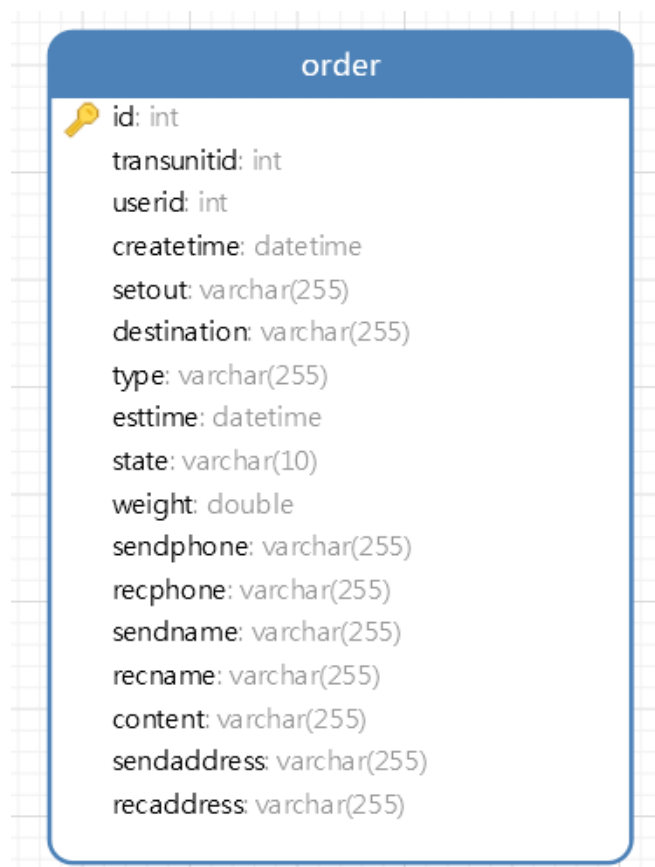 order
id: int
transunitid: int
userid: int
createtime: datetime
setout: varchar(255)
destination: varchar(255)
type: varchar(255)
esttime: datetime
state: varchar(10)
weight: double
sendphone: varchar(255)
recphone: varchar(255)
sendname: varchar(255)
recname: varchar(255)
content: varchar(255)
sendaddress: varchar(255)
recaddress: varchar(255)